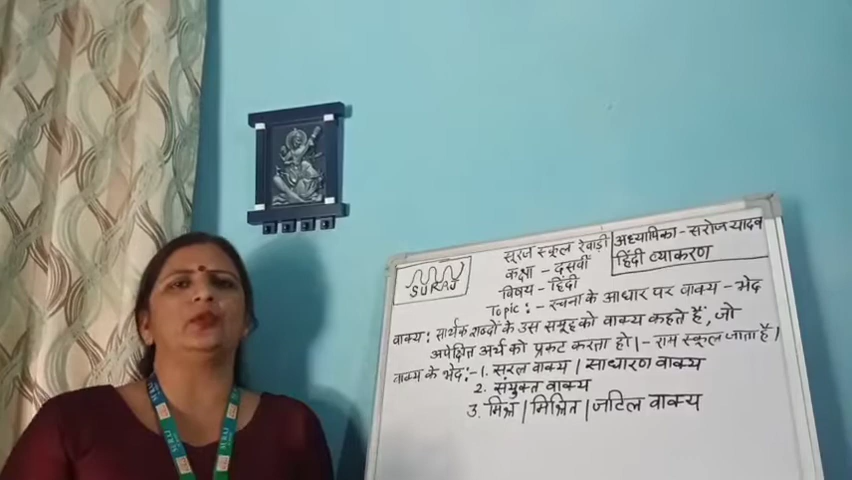 SURAJ
सूरज स्कूल रेवाड़ी
अध्यापिका - सरोज यादव
हिंदी व्याकरण
कक्षा - दसवीं
विषय - हिंदी
Topic :- रचना के आधार पर वाक्य - भेद
वाक्य : सार्थक शब्दों के उस समूह को वाक्य कहते हैं, जो
अपेक्षित अर्थ को प्रकट करता हो। - राम स्कूल जाता है।
वाक्य के भेद :- 1. सरल वाक्य | साधारण वाक्य
2. संयुक्त वाक्य
3. मिश्र | मिश्रित | जटिल वाक्य